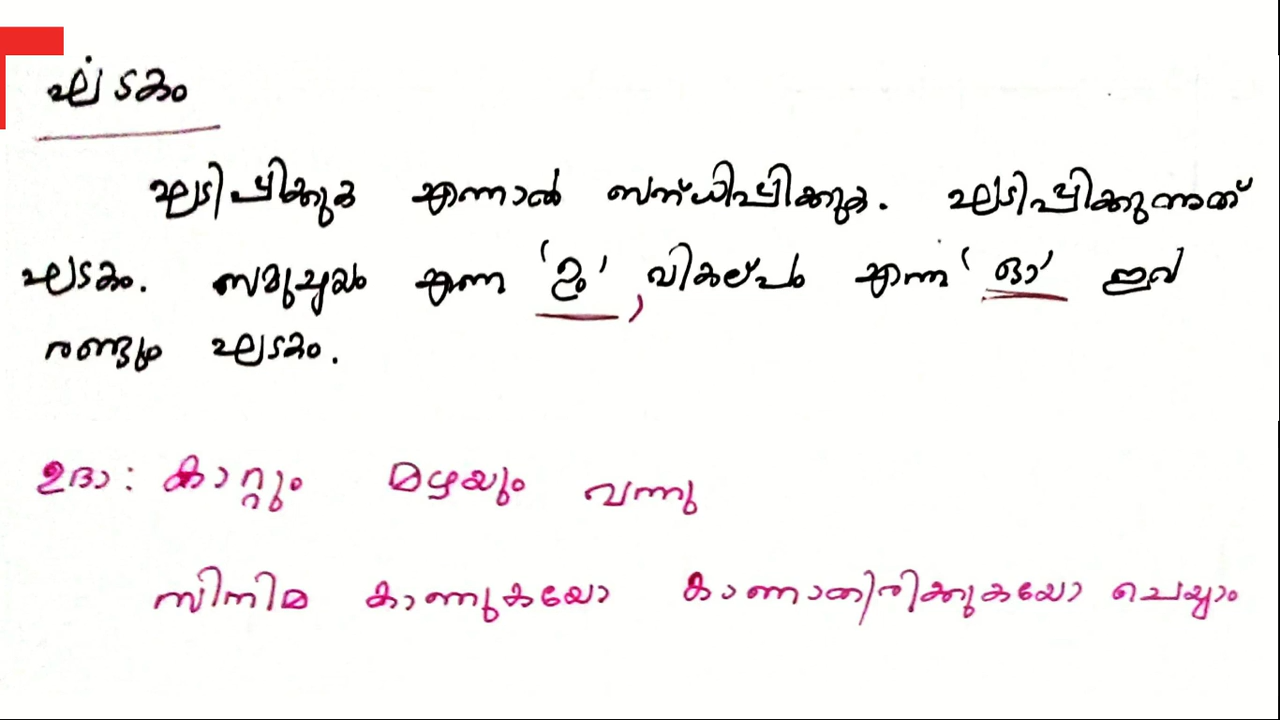 ഘടകം
ഘടിപ്പിക്കുക എന്നാൽ ബന്ധിപ്പിക്കുക. ഘടിപ്പിക്കുന്നത്
ഘടകം. സമുച്ചയം എന്ന 'ഉം', വികല്പം എന്ന 'ഓ' ഇവ
രണ്ടും ഘടകം.
ഉദാ: കാറ്റും മഴയും വന്നു
സിനിമ കാണുകയോ കാണാതിരിക്കുകയോ ചെയ്യാം